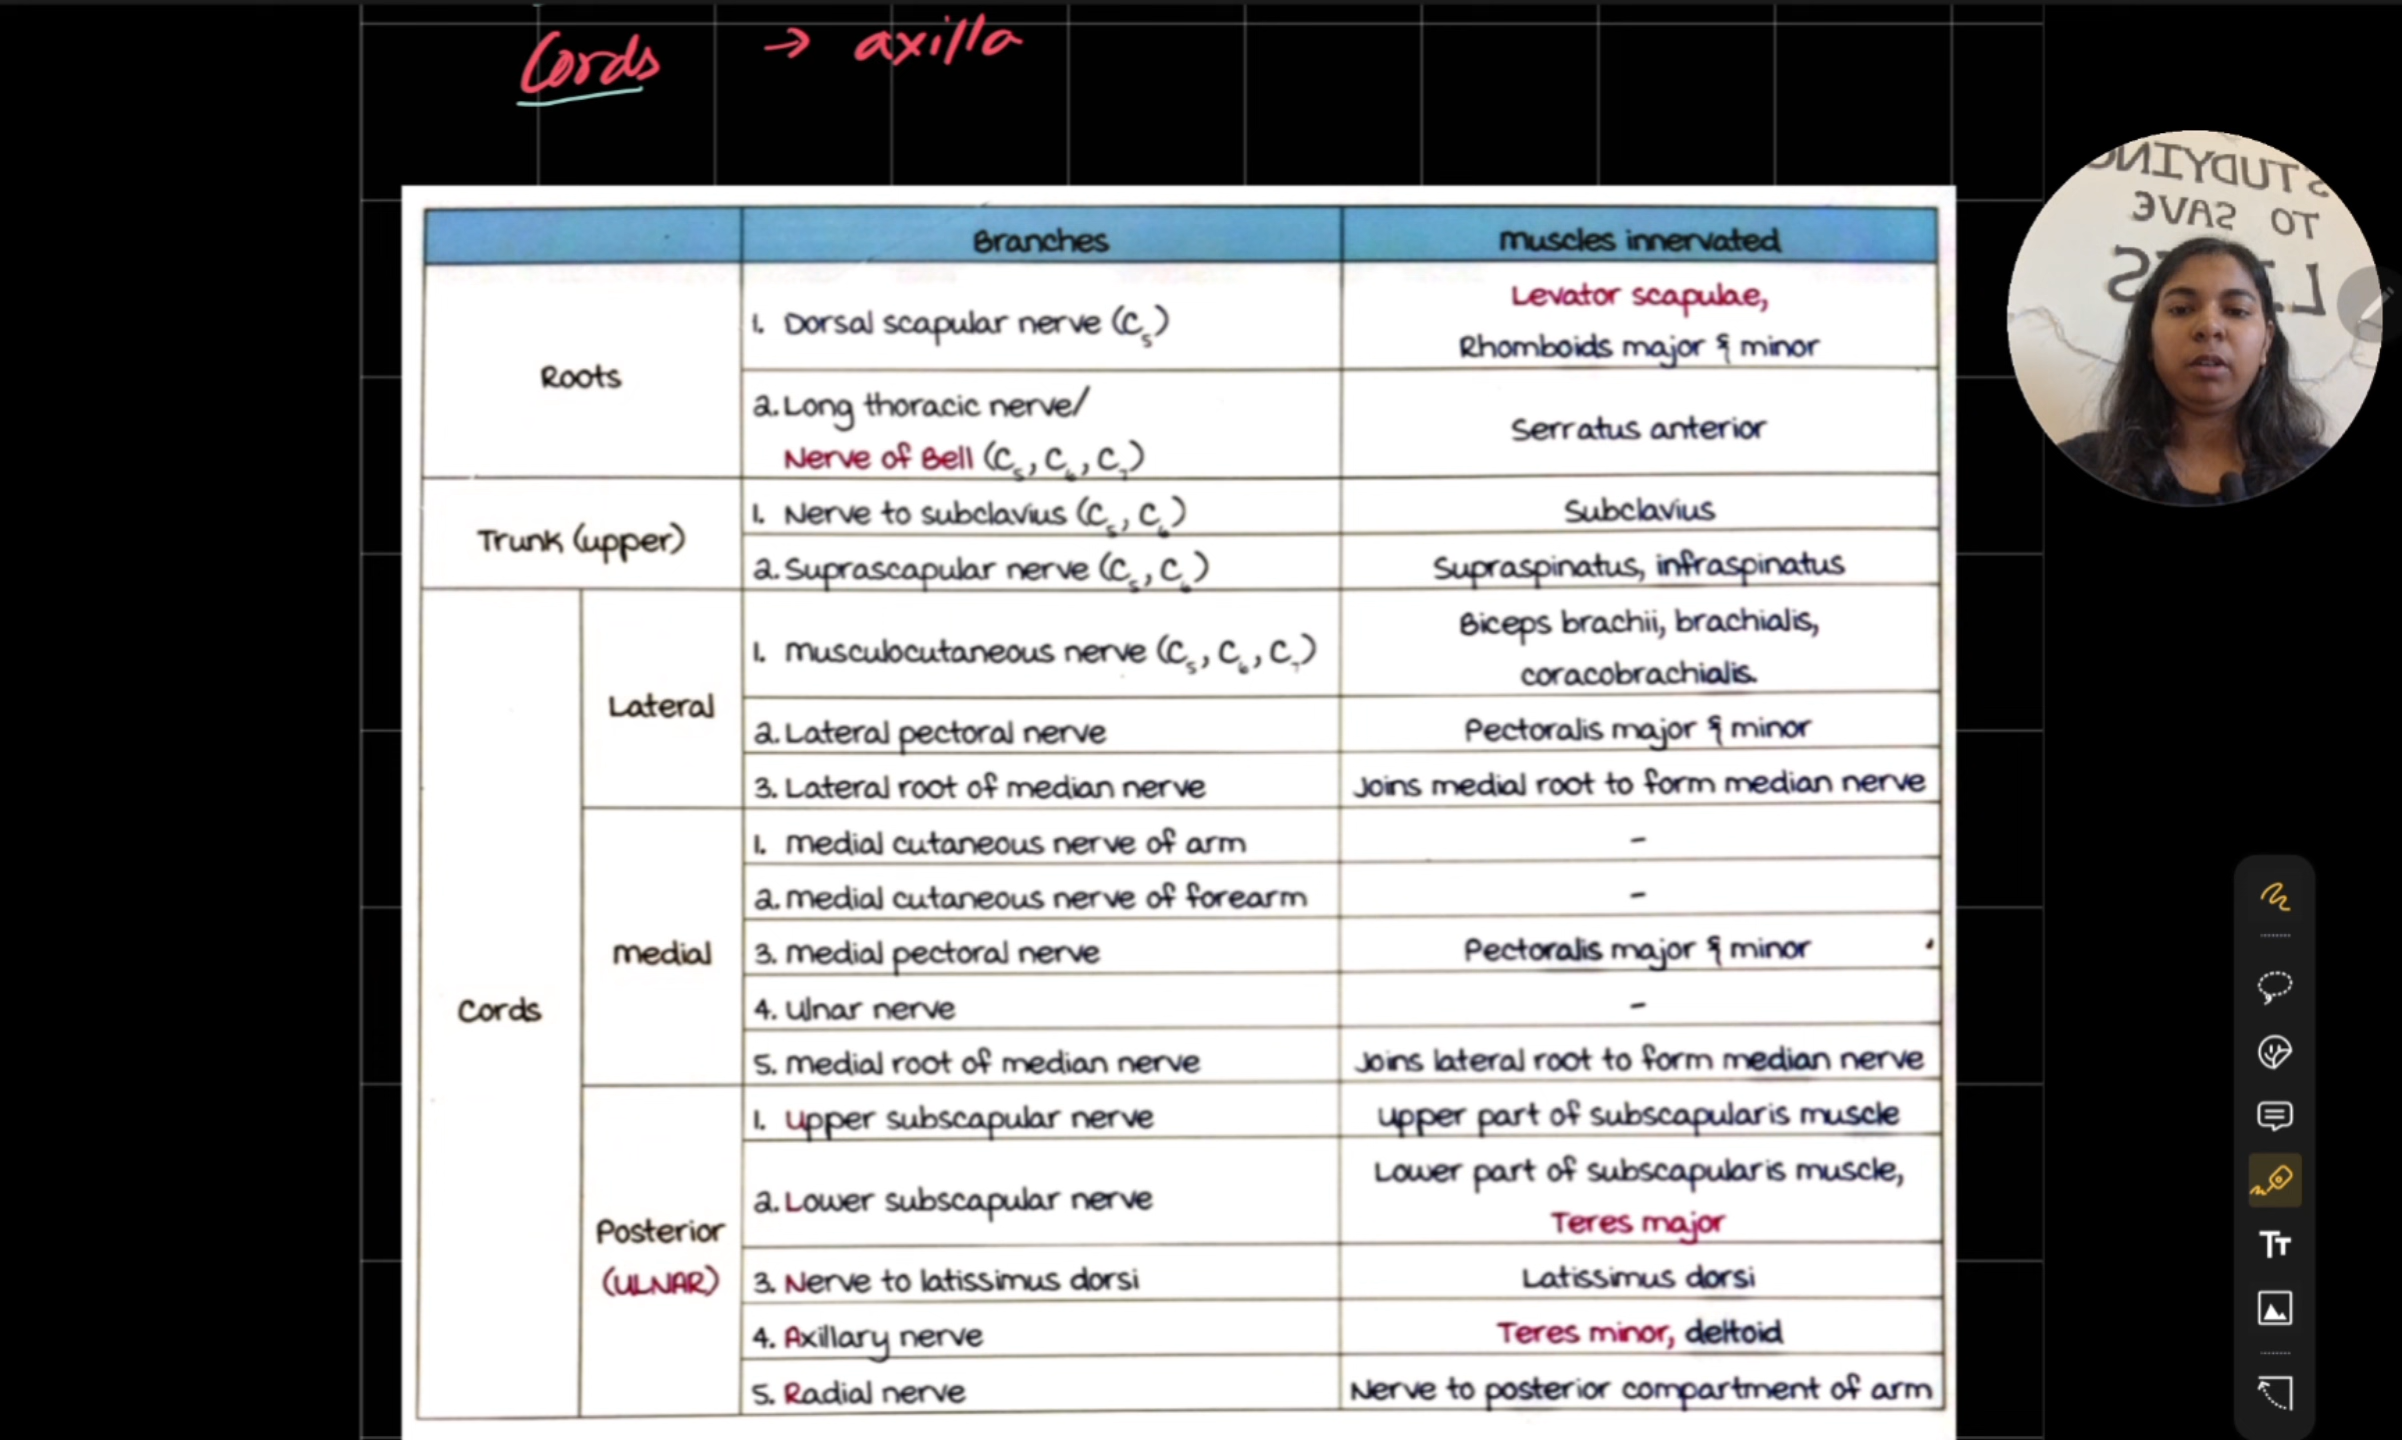 Cords → axilla
Branches
Muscles innervated
Roots
1. Dorsal scapular nerve (C5)
Levator scapulae,
Rhomboids major & minor
2. Long thoracic nerve/
Nerve of Bell (C5, C6, C7)
Serratus anterior
Trunk (upper)
1. Nerve to subclavius (C5, C6)
Subclavius
2. Suprascapular nerve (C5, C6)
Supraspinatus, infraspinatus
Cords
Lateral
1. Musculocutaneous nerve (C5, C6, C7)
Biceps brachii, brachialis,
coracobrachialis.
2. Lateral pectoral nerve
Pectoralis major & minor
3. Lateral root of median nerve
Joins medial root to form median nerve
Medial
1. Medial cutaneous nerve of arm
-
2. Medial cutaneous nerve of forearm
-
3. Medial pectoral nerve
Pectoralis major & minor
4. Ulnar nerve
-
5. Medial root of median nerve
Joins lateral root to form median nerve
Posterior
(ULNAR)
1. Upper subscapular nerve
Upper part of subscapularis muscle
2. Lower subscapular nerve
Lower part of subscapularis muscle,
Teres major
3. Nerve to latissimus dorsi
Latissimus dorsi
4. Axillary nerve
Teres minor, deltoid
5. Radial nerve
Nerve to posterior compartment of arm
STUDYING
TO SAVE
Tт